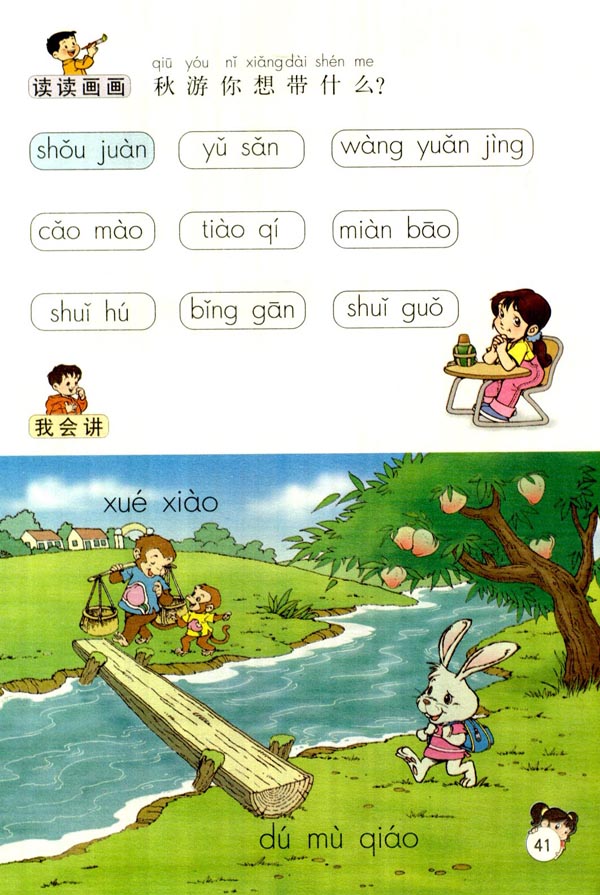 qiū yóu nǐ xiǎng dài shén me
读读画画 秋游你想带什么?
shǒu juàn yǔ sǎn wàng yuǎn jìng
cǎo mào tiào qí miàn bāo
shuǐ hú bǐng gān shuǐ guǒ
我会讲
xué xiào
dú mù qiáo
41